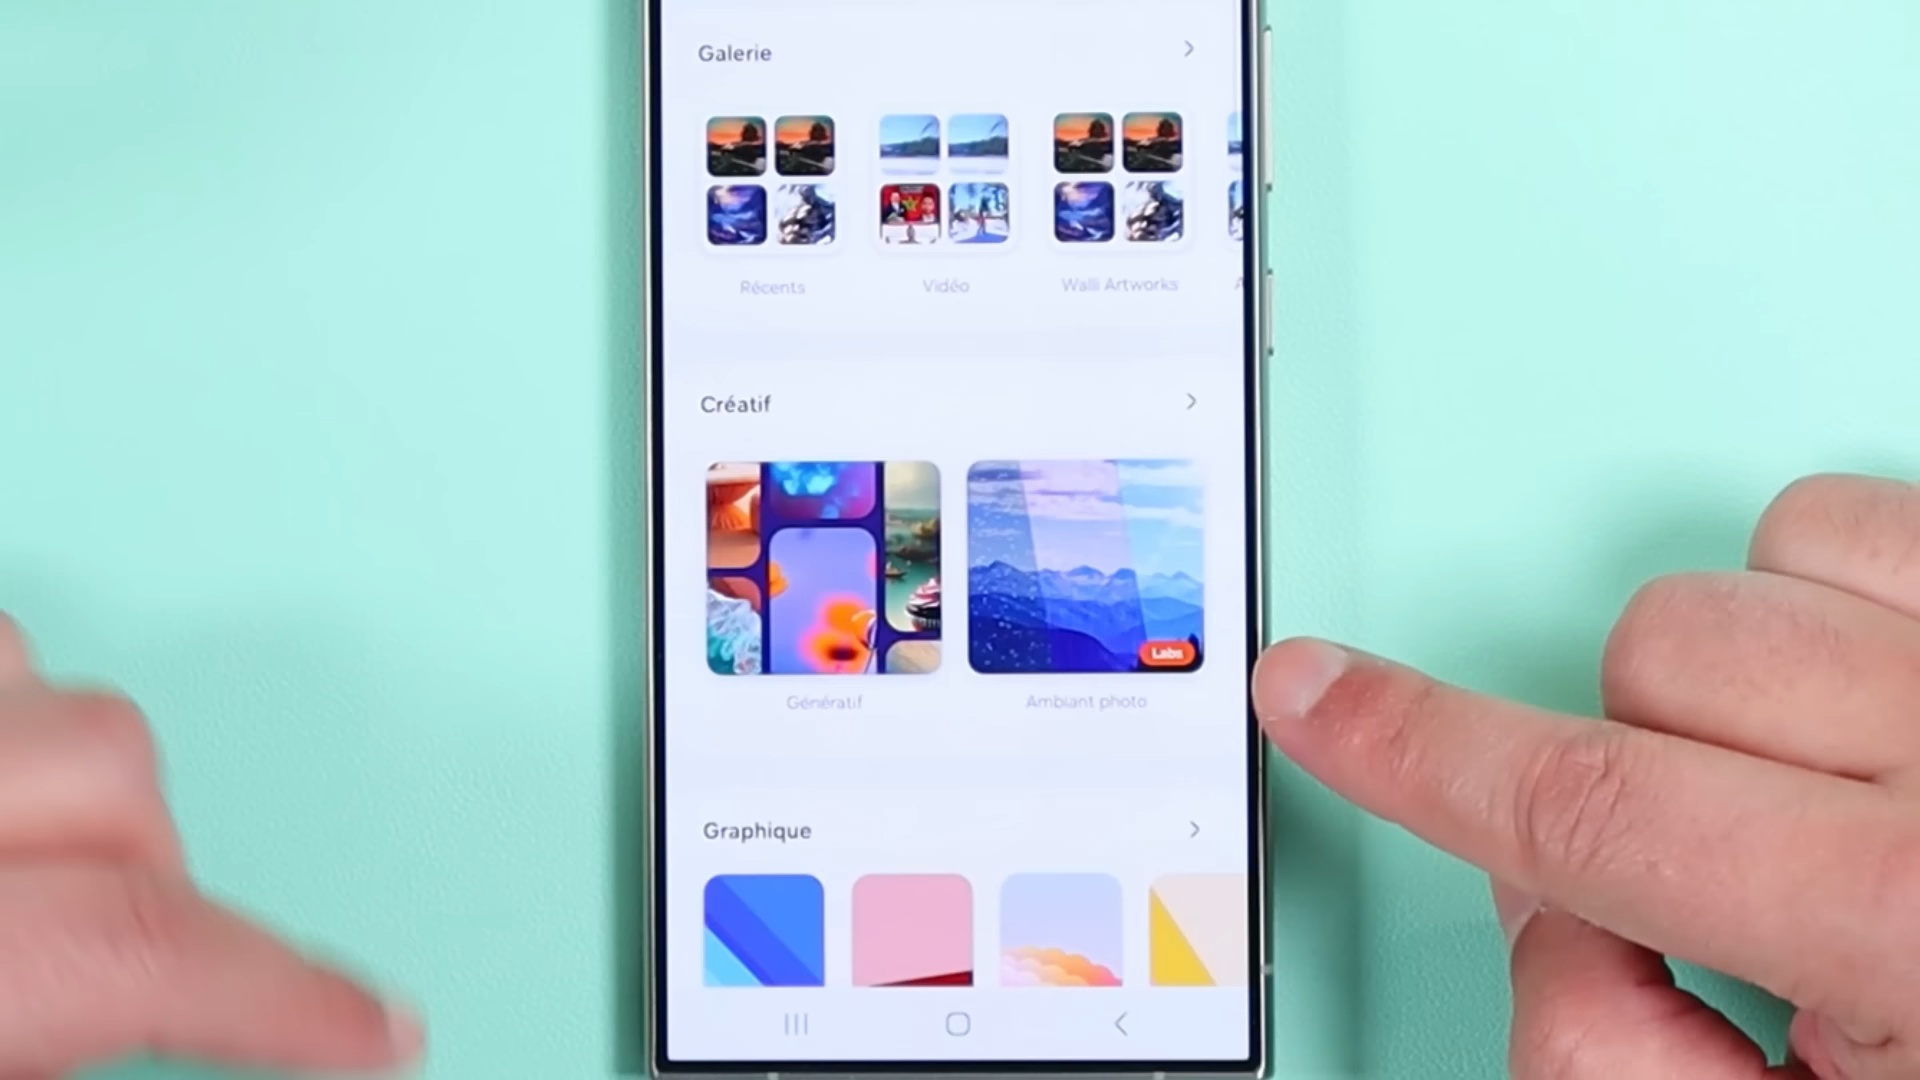 Galerie
Récents
Vidéo
Walli Artworks
Créatif
Labs
Génératif
Ambiant photo
Graphique